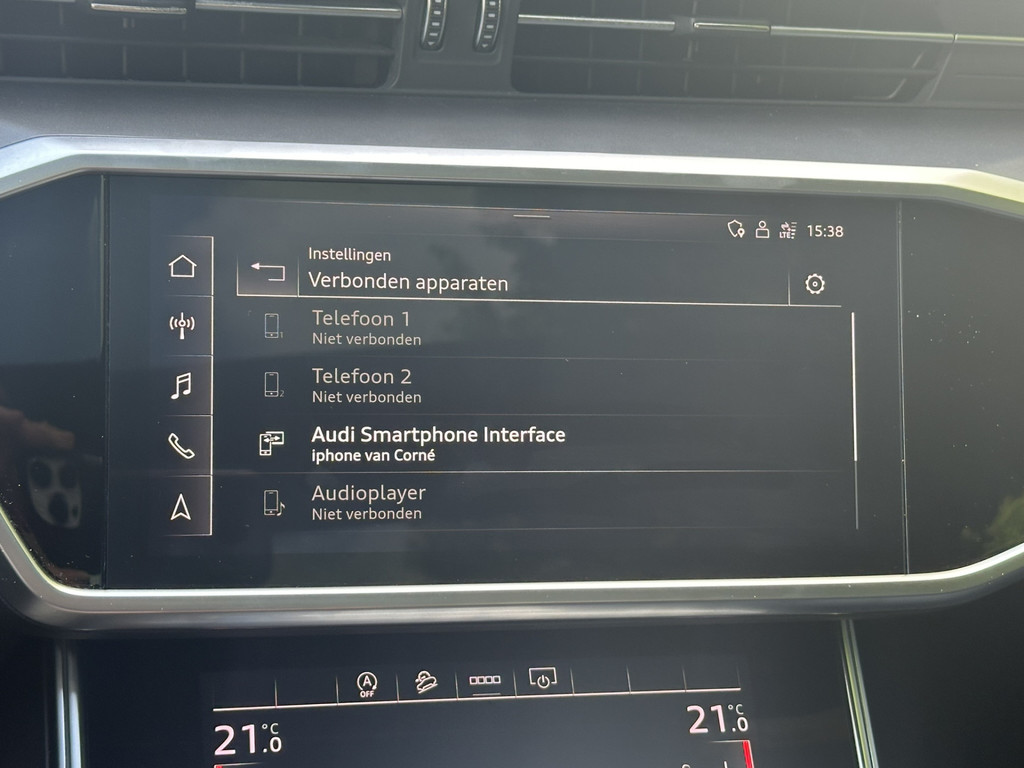 LTE
15:38
Instellingen
Verbonden apparaten
Telefoon 1
Niet verbonden
Telefoon 2
Niet verbonden
Audi Smartphone Interface
iphone van Corné
Audioplayer
Niet verbonden
A
OFF
21.0 °C
21.0 °C